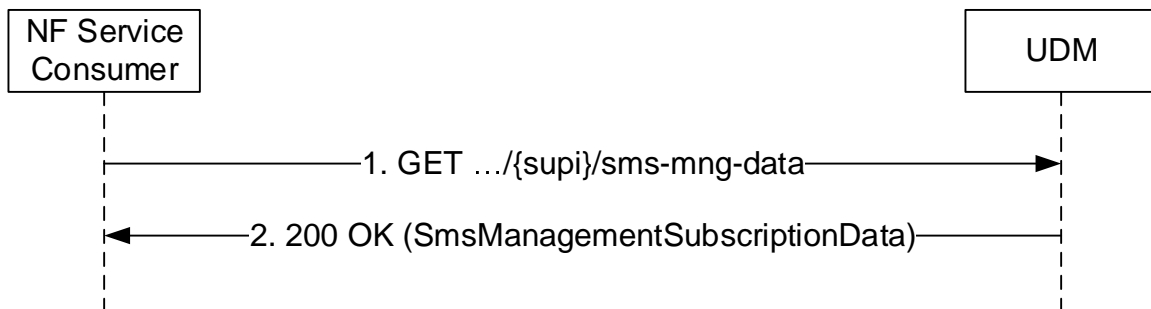 NF Service
Consumer
UDM
1. GET …/{supi}/sms-mng-data
2. 200 OK (SmsManagementSubscriptionData)